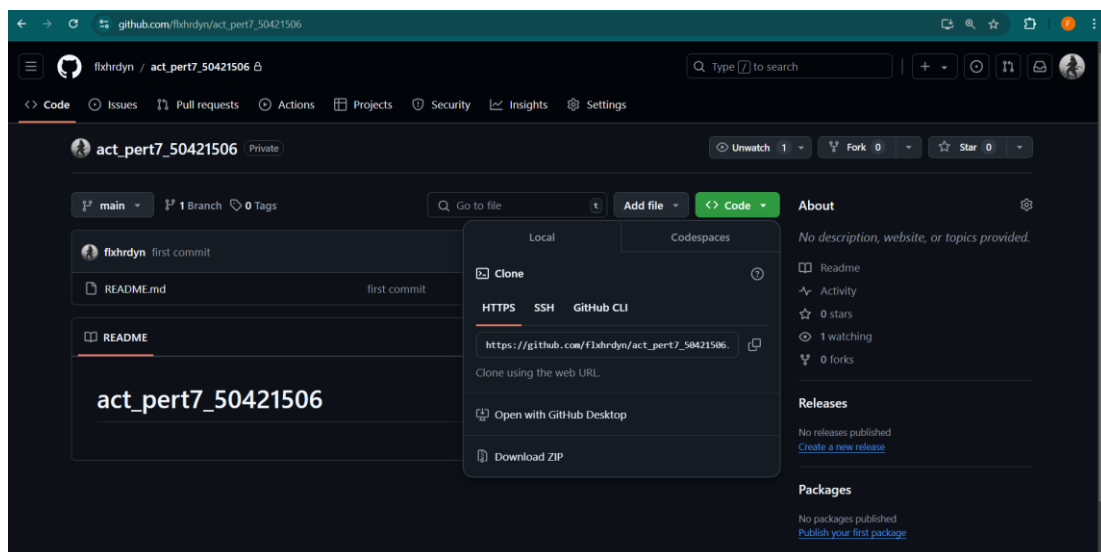 github.com/flxhrdyn/act_pert7_50421506
F
flxhrdyn / act_pert7_50421506
Type / to search
Code Issues Pull requests Actions Projects Security Insights Settings
act_pert7_50421506 Private
Unwatch 1 Fork 0 Star 0
main 1 Branch 0 Tags
Go to file t Add file Code
flxhrdyn first commit
README.md first commit
README
act_pert7_50421506
Local Codespaces
Clone
HTTPS SSH GitHub CLI
https://github.com/flxhrdyn/act_pert7_50421506.
Clone using the web URL.
Open with GitHub Desktop
Download ZIP
About
No description, website, or topics provided.
Readme
Activity
0 stars
1 watching
0 forks
Releases
No releases published
Create a new release
Packages
No packages published
Publish your first package